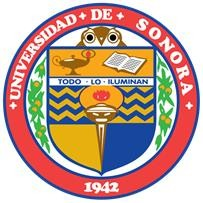 UNIVERSIDAD · DE · SONORA
TODO · LO · ILUMINAN
1942